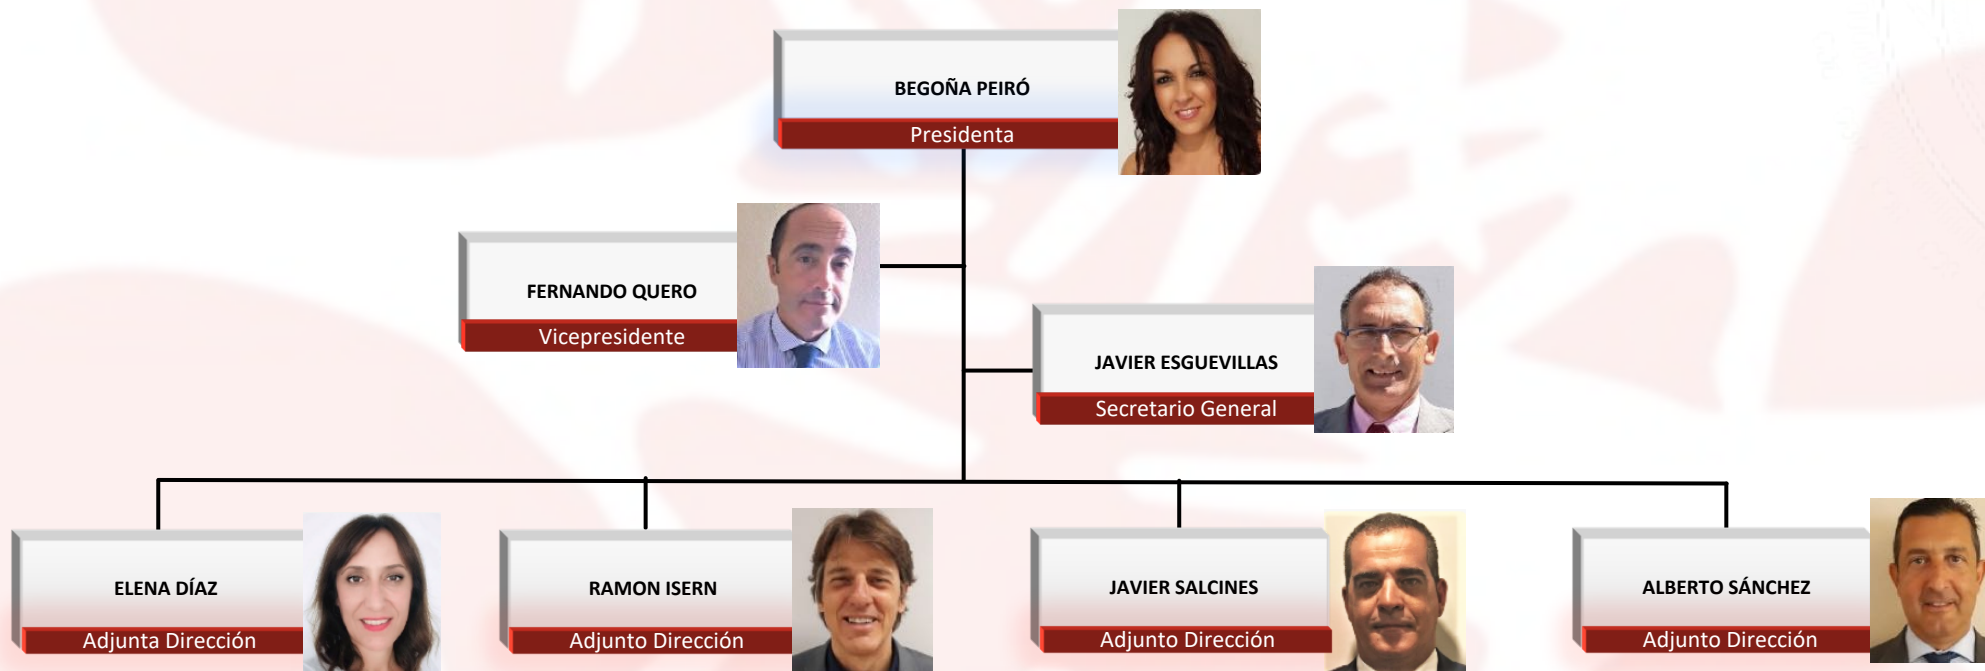 BEGOÑA PEIRÓ
Presidenta
FERNANDO QUERO
Vicepresidente
JAVIER ESGUEVILLAS
Secretario General
ELENA DÍAZ
Adjunta Dirección
RAMON ISERN
Adjunto Dirección
JAVIER SALCINES
Adjunto Dirección
ALBERTO SÁNCHEZ
Adjunto Dirección